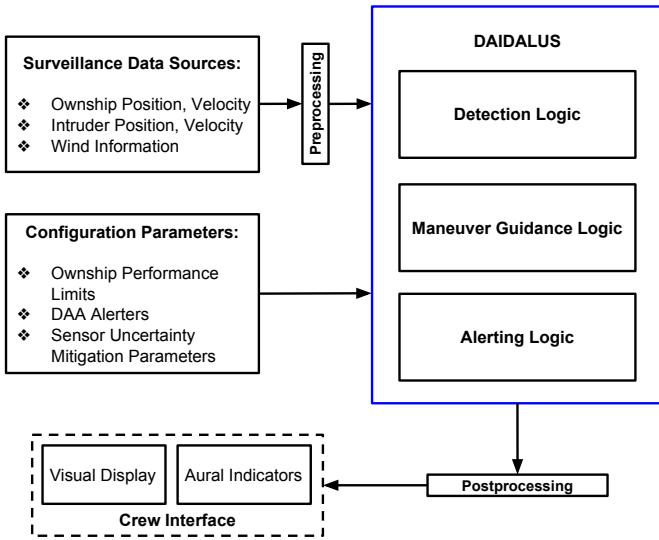 Surveillance Data Sources:
❖ Ownship Position, Velocity
❖ Intruder Position, Velocity
❖ Wind Information
Preprocessing
DAIDALUS
Detection Logic
Maneuver Guidance Logic
Alerting Logic
Configuration Parameters:
❖ Ownship Performance
Limits
❖ DAA Alerters
❖ Sensor Uncertainty
Mitigation Parameters
Postprocessing
Visual Display
Aural Indicators
Crew Interface